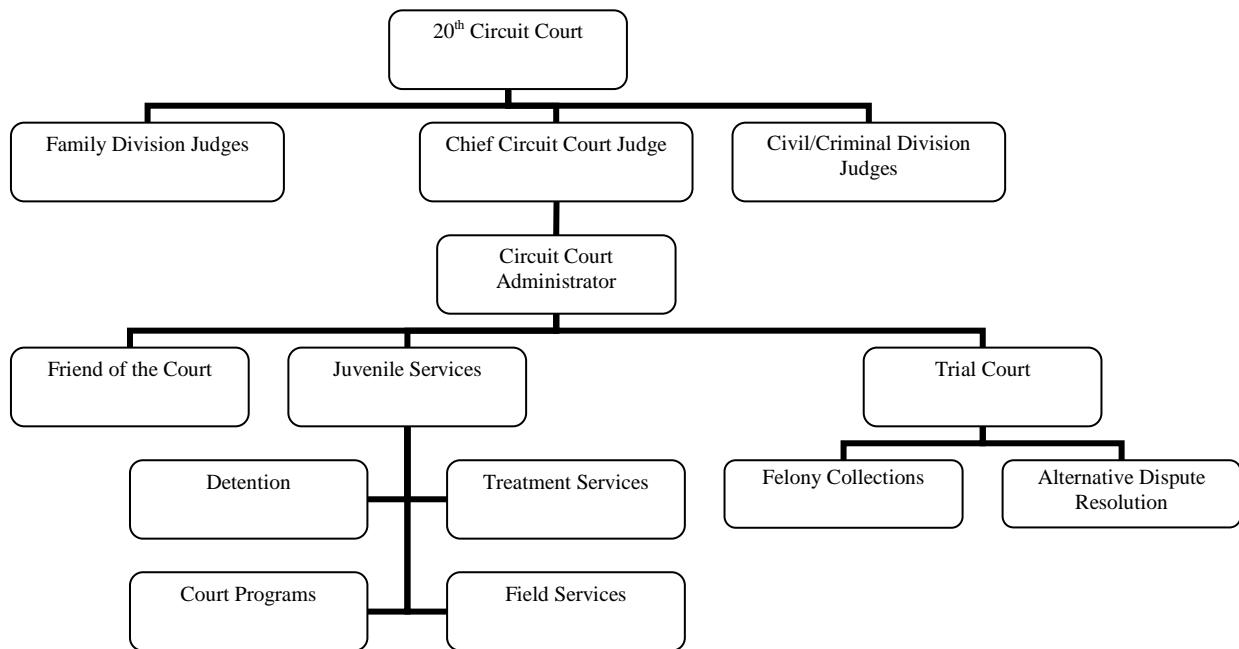 20th Circuit Court
Family Division Judges
Chief Circuit Court Judge
Civil/Criminal Division
Judges
Circuit Court
Administrator
Friend of the Court
Juvenile Services
Trial Court
Detention
Treatment Services
Felony Collections
Alternative Dispute
Resolution
Court Programs
Field Services